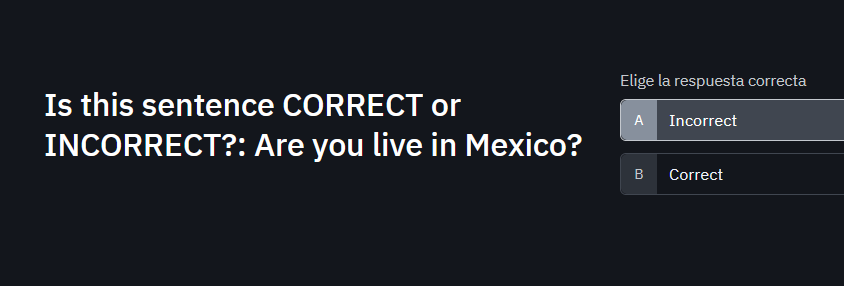 Is this sentence CORRECT or
INCORRECT?: Are you live in Mexico?
Elige la respuesta correcta
A Incorrect
B Correct